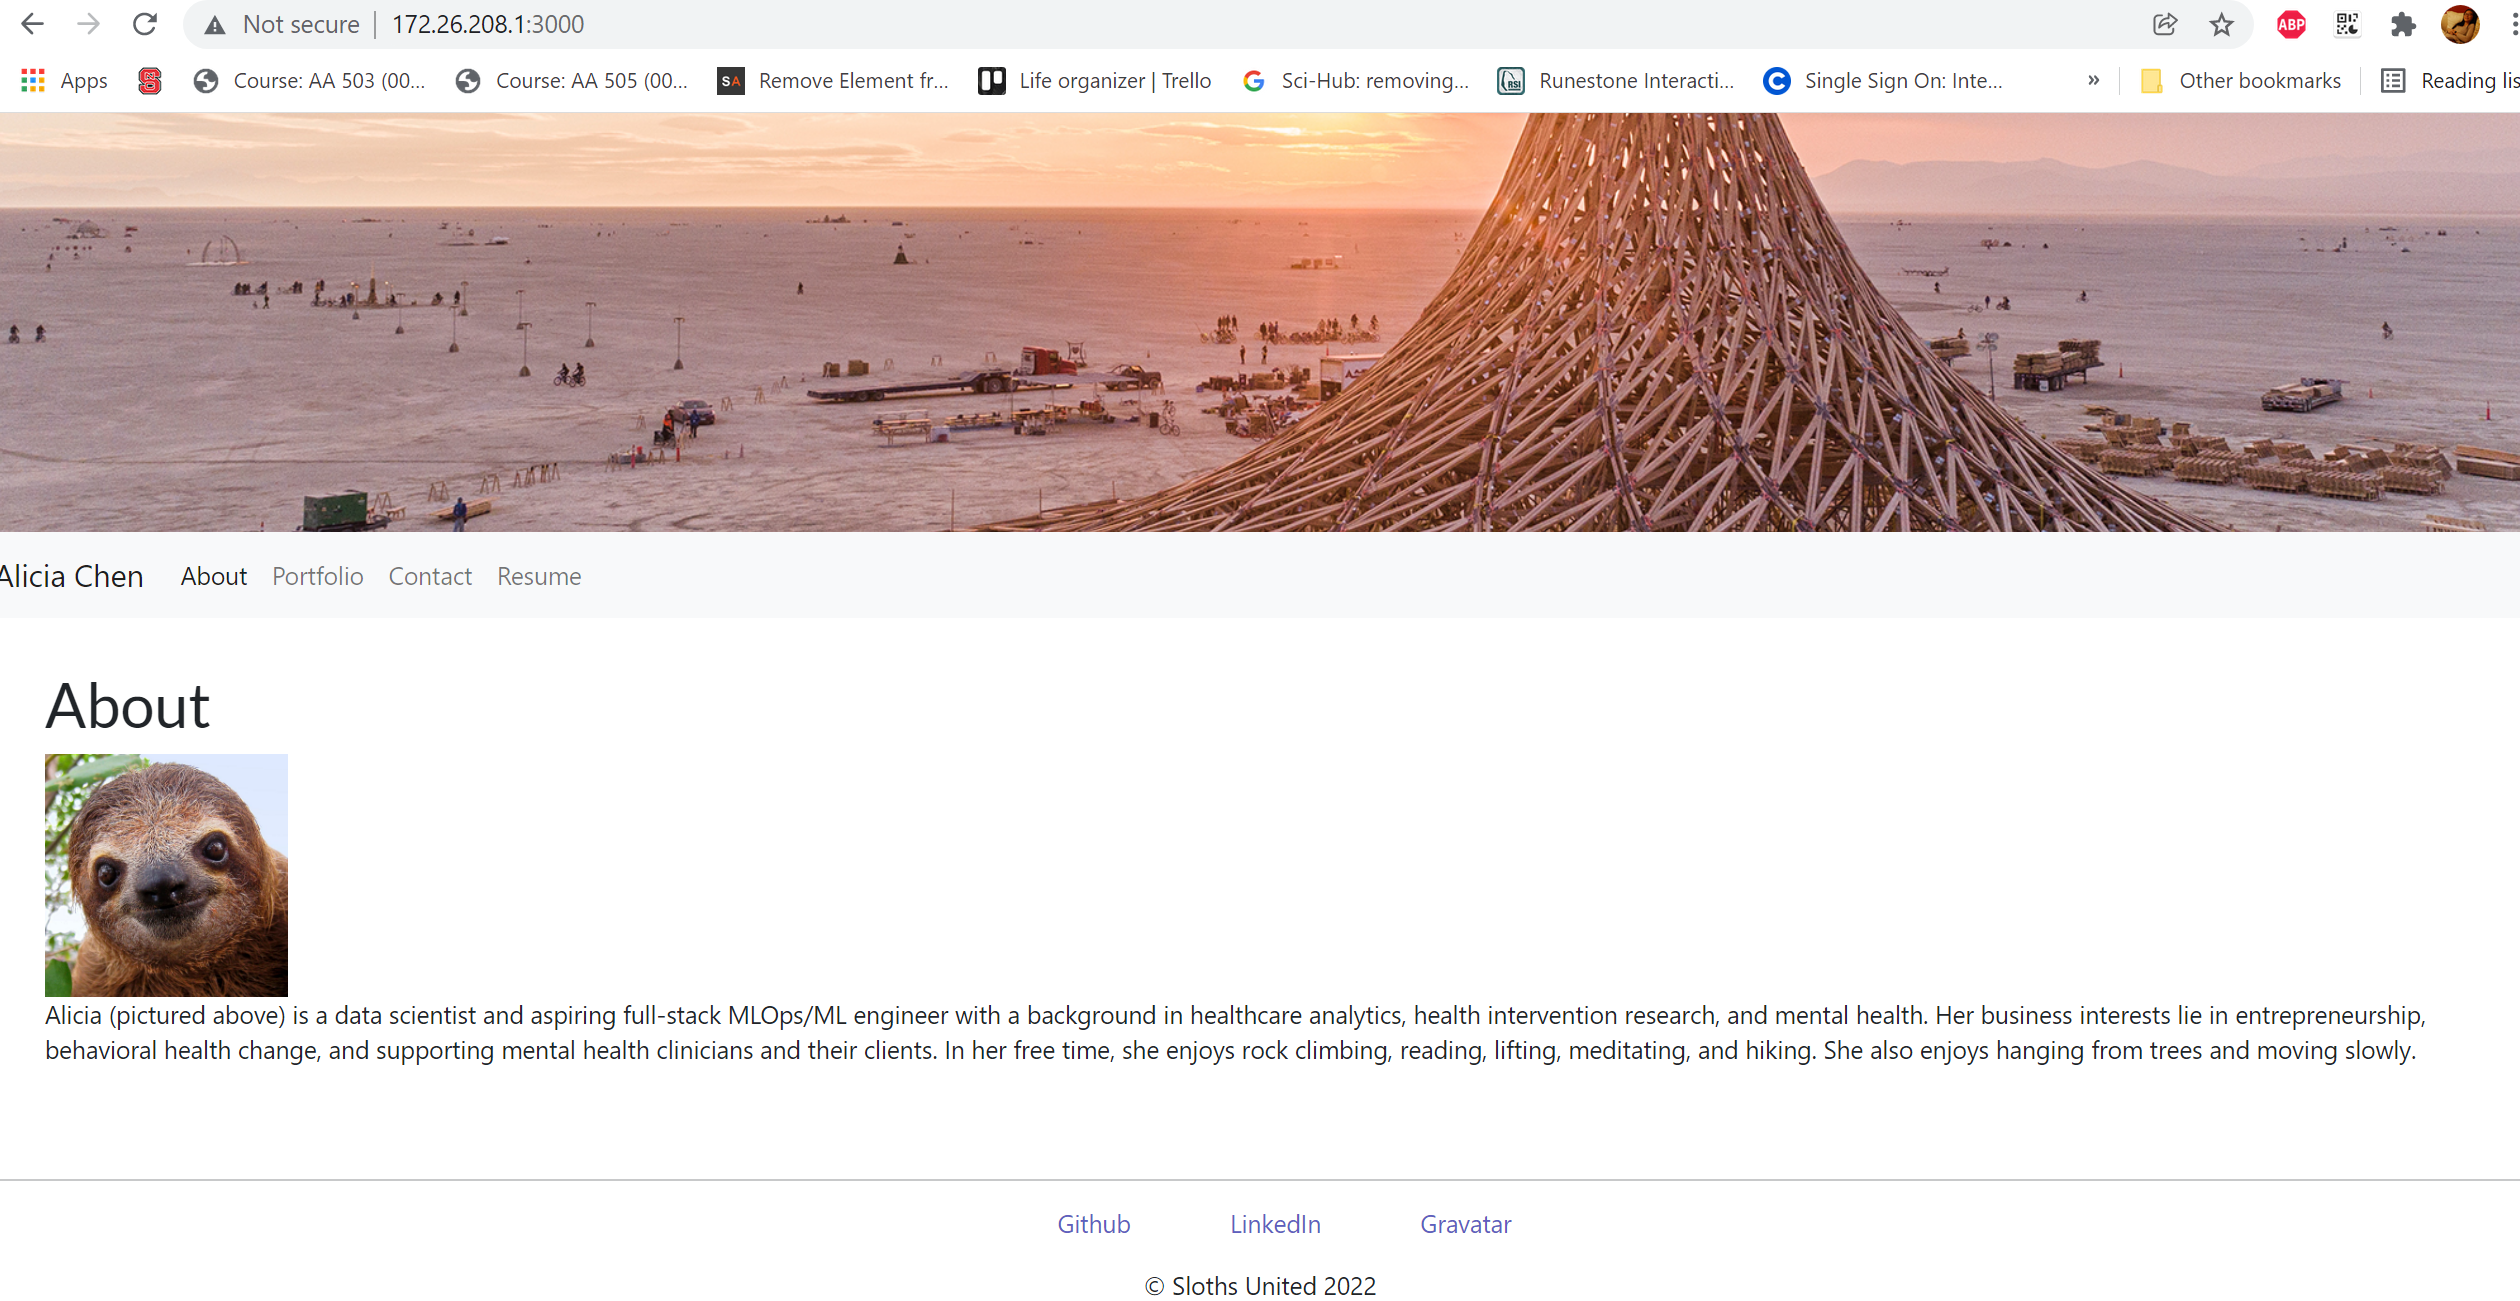 Not secure | 172.26.208.1:3000
ABP
Apps
S
Course: AA 503 (00...
Course: AA 505 (00...
SA
Remove Element fr...
Life organizer | Trello
G
Sci-Hub: removing...
RSI
Runestone Interacti...
C
Single Sign On: Inte...
»
Other bookmarks
Reading lis
Alicia Chen About Portfolio Contact Resume
About
Alicia (pictured above) is a data scientist and aspiring full-stack MLOps/ML engineer with a background in healthcare analytics, health intervention research, and mental health. Her business interests lie in entrepreneurship,
behavioral health change, and supporting mental health clinicians and their clients. In her free time, she enjoys rock climbing, reading, lifting, meditating, and hiking. She also enjoys hanging from trees and moving slowly.
Github LinkedIn Gravatar
© Sloths United 2022